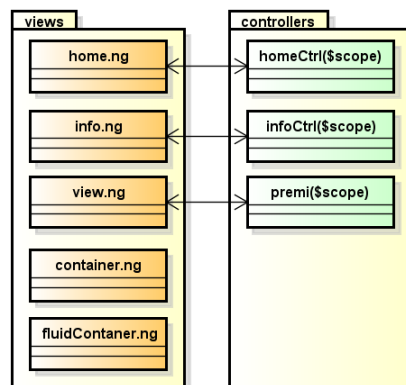 views
controllers
home.ng
homeCtrl($scope)
info.ng
infoCtrl($scope)
view.ng
premi($scope)
container.ng
fluidContaner.ng